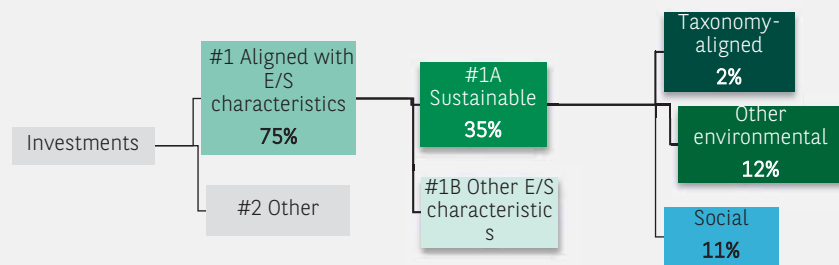 Investments
#1 Aligned with
E/S
characteristics
75%
#2 Other
#1A
Sustainable
35%
#1B Other E/S
characteristic
s
Taxonomy-
aligned
2%
Other
environmental
12%
Social
11%